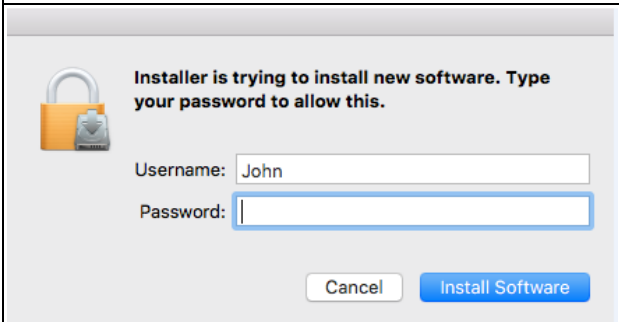 Installer is trying to install new software. Type
your password to allow this.
Username: John
Password:
Cancel Install Software